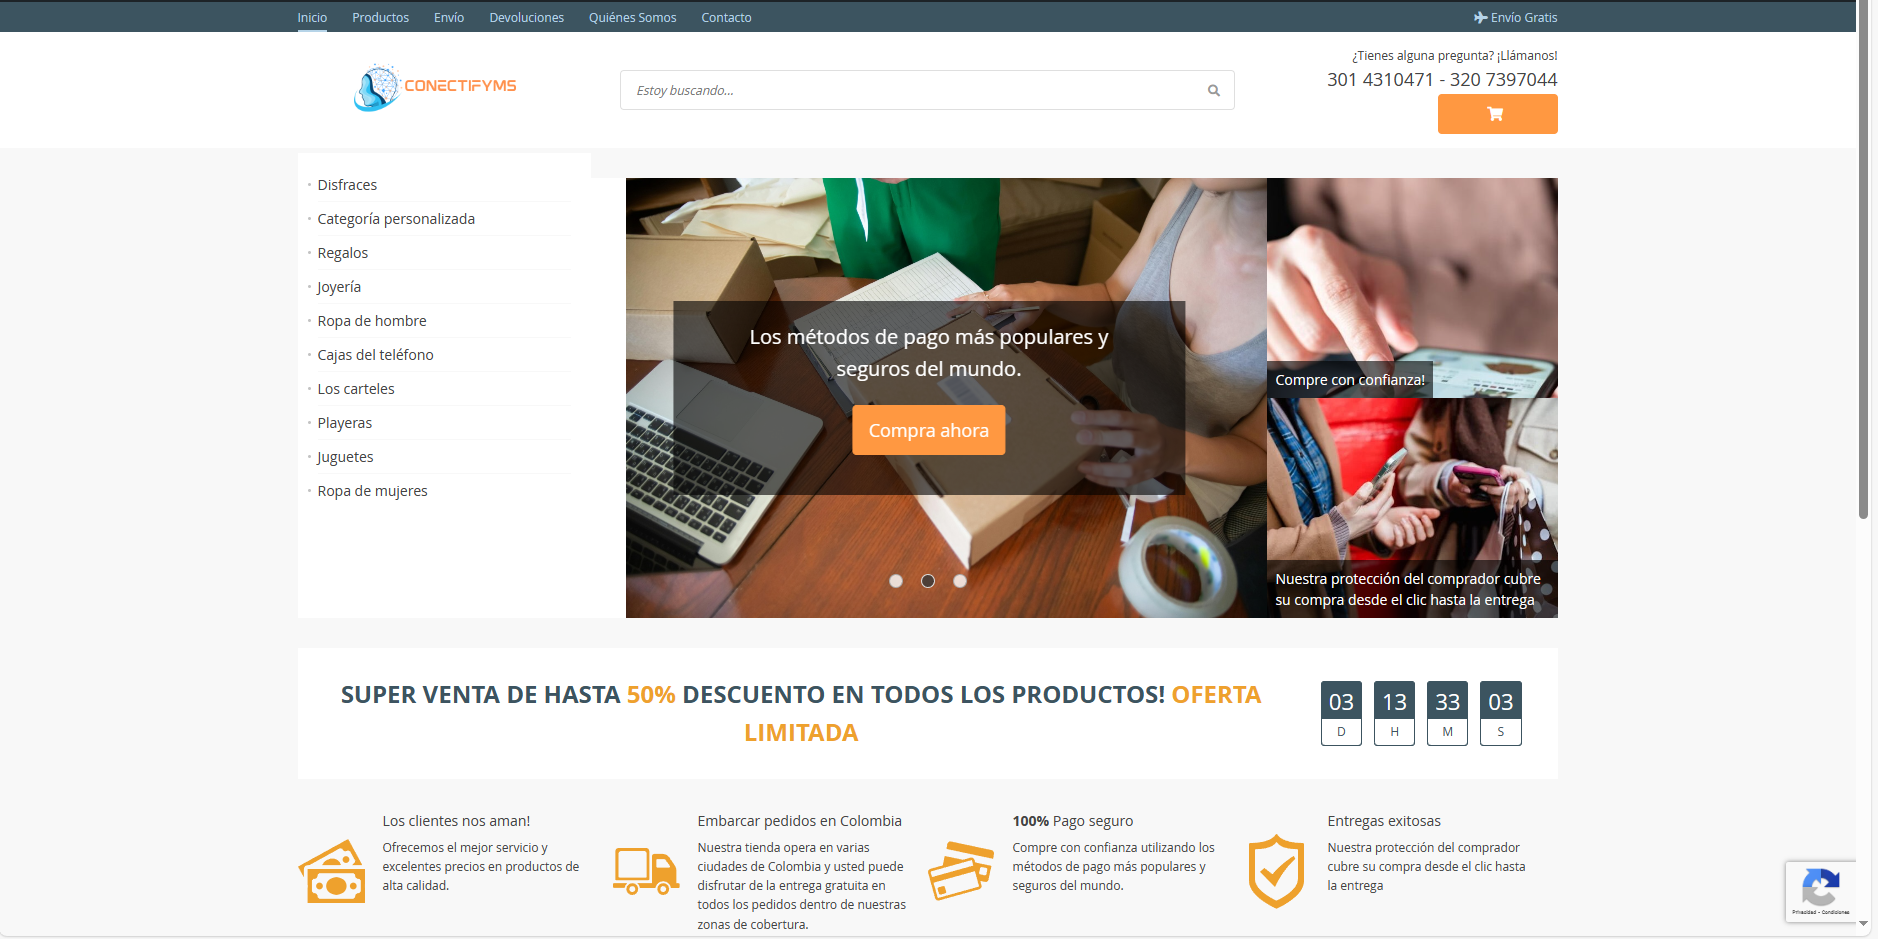 Inicio Productos Envío Devoluciones Quiénes Somos Contacto Envío Gratis
¿Tienes alguna pregunta? ¡Llámanos!
301 4310471 - 320 7397044
CONECTIFYMS
Estoy buscando...
Disfraces
Categoría personalizada
Regalos
Joyería
Ropa de hombre
Cajas del teléfono
Los carteles
Playeras
Juguetes
Ropa de mujeres
Los métodos de pago más populares y
seguros del mundo.
Compra ahora
Compre con confianza!
Nuestra protección del comprador cubre
su compra desde el clic hasta la entrega
SUPER VENTA DE HASTA 50% DESCUENTO EN TODOS LOS PRODUCTOS! OFERTA
LIMITADA
03 13 33 03
D H M S
Los clientes nos aman!
Ofrecemos el mejor servicio y
excelentes precios en productos de
alta calidad.
Embarcar pedidos en Colombia
Nuestra tienda opera en varias
ciudades de Colombia y usted puede
disfrutar de la entrega gratuita en
todos los pedidos dentro de nuestras
zonas de cobertura.
100% Pago seguro
Compre con confianza utilizando los
métodos de pago más populares y
seguros del mundo.
Entregas exitosas
Nuestra protección del comprador
cubre su compra desde el clic hasta
la entrega
Privacidad - Condiciones